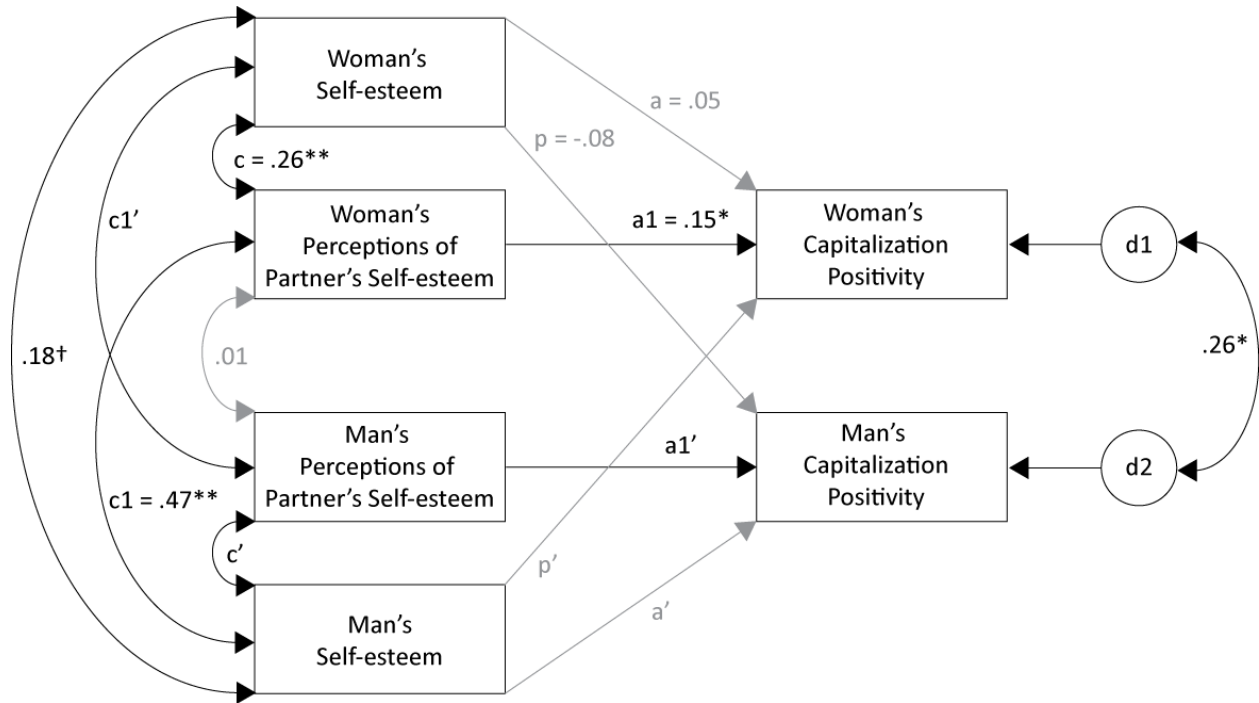 Woman’s
Self-esteem
a = .05
p = -.08
c = .26**
c1’
Woman’s
Perceptions of
Partner’s Self-esteem
a1 = .15*
Woman’s
Capitalization
Positivity
d1
.18†
.01
.26*
Man’s
Perceptions of
Partner’s Self-esteem
a1’
Man’s
Capitalization
Positivity
d2
c1 = .47**
c’
p’
a’
Man’s
Self-esteem